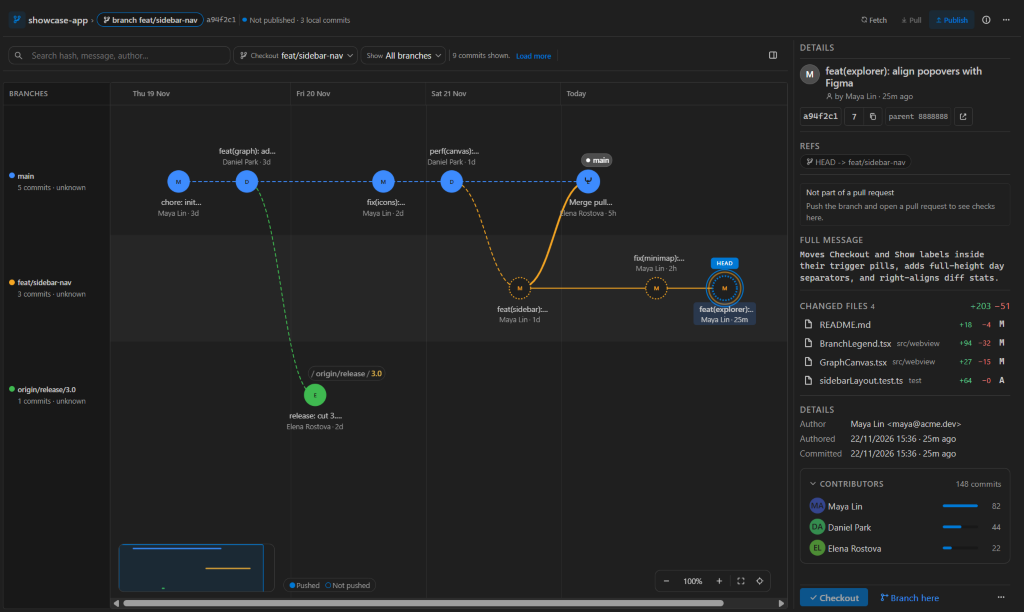 showcase-app › branch feat/sidebar-nav a94f2c1 Not published · 3 local commits
Fetch Pull Publish
Search hash, message, author... Checkout feat/sidebar-nav Show All branches 9 commits shown. Load more
BRANCHES Thu 19 Nov Fri 20 Nov Sat 21 Nov Today
main
5 commits · unknown
feat(graph): ad...
Daniel Park · 3d
perf(canvas):...
Daniel Park · 1d
main
M D M D
chore: init...
Maya Lin · 3d
fix(icons):...
Maya Lin · 2d
Merge pull...
Elena Rostova · 5h
feat/sidebar-nav
3 commits · unknown
fix(minimap):...
Maya Lin · 2h
HEAD
M M M
feat(sidebar):...
Maya Lin · 1d
feat(explorer):...
Maya Lin · 25m
origin/release/3.0
1 commits · unknown
/ origin/release / 3.0
E
release: cut 3....
Elena Rostova · 2d
Pushed Not pushed
− 100% +
DETAILS
M
feat(explorer): align popovers with
Figma
by Maya Lin · 25m ago
a94f2c1 7 parent 8888888
REFS
HEAD -> feat/sidebar-nav
Not part of a pull request
Push the branch and open a pull request to see checks
here.
FULL MESSAGE
Moves Checkout and Show labels inside
their trigger pills, adds full-height day
separators, and right-aligns diff stats.
CHANGED FILES 4 +203 −51
README.md +18 −4 M
BranchLegend.tsx src/webview +94 −32 M
GraphCanvas.tsx src/webview +27 −15 M
sidebarLayout.test.ts test +64 −0 A
DETAILS
Author Maya Lin <maya@acme.dev>
Authored 22/11/2026 15:36 · 25m ago
Committed 22/11/2026 15:36 · 25m ago
CONTRIBUTORS 148 commits
MA Maya Lin 82
DA Daniel Park 44
EL Elena Rostova 22
Checkout Branch here